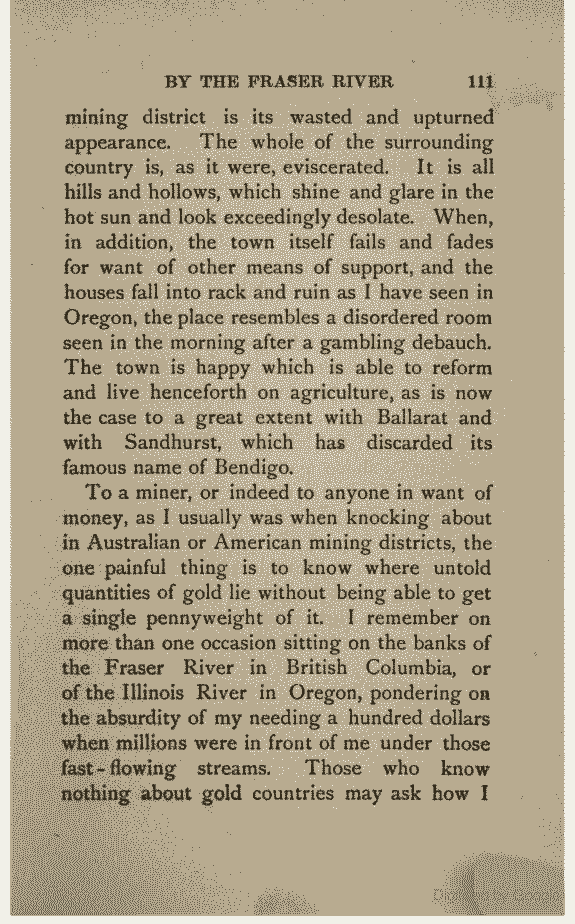 BY THE FRASER RIVER 111
mining district is its wasted and upturned
appearance. The whole of the surrounding
country is, as it were, eviscerated. It is all
hills and hollows, which shine and glare in the
hot sun and look exceedingly desolate. When,
in addition, the town itself fails and fades
for want of other means of support, and the
houses fall into rack and ruin as I have seen in
Oregon, the place resembles a disordered room
seen in the morning after a gambling debauch.
The town is happy which is able to reform
and live henceforth on agriculture, as is now
the case to a great extent with Ballarat and
with Sandhurst, which has discarded its
famous name of Bendigo.
To a miner, or indeed to anyone in want of
money, as I usually was when knocking about
in Australian or American mining districts, the
one painful thing is to know where untold
quantities of gold lie without being able to get
a single pennyweight of it. I remember on
more than one occasion sitting on the banks of
the Fraser River in British Columbia, or
of the Illinois River in Oregon, pondering on
the absurdity of my needing a hundred dollars
when millions were in front of me under those
fast-flowing streams. Those who know
nothing about gold countries may ask how I
Digitized by Google